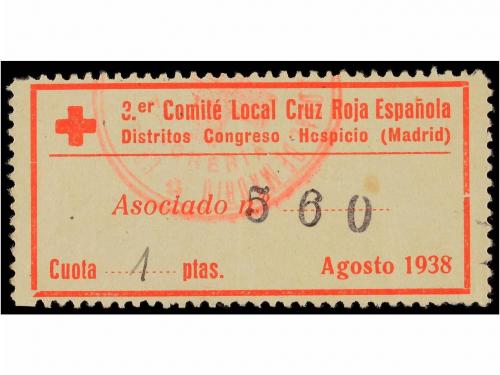 3.er Comité Local Cruz Roja Española
Distritos Congreso - Hospicio (Madrid)
Asociado n.º 560
Cuota 1 ptas. Agosto 1938